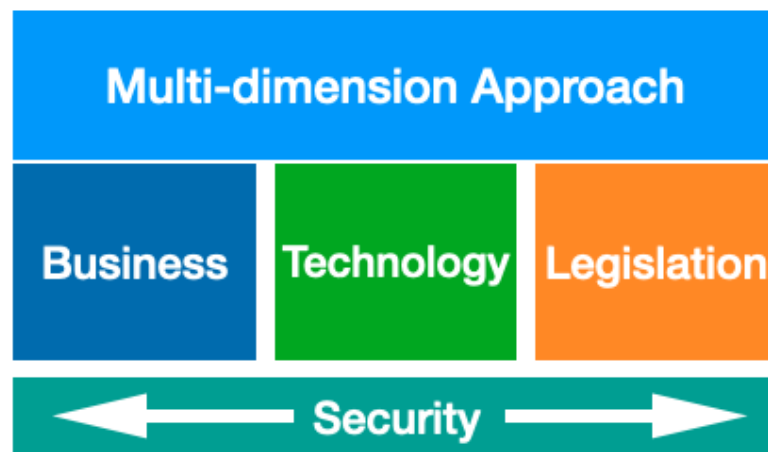 Multi-dimension Approach
Business
Technology
Legislation
Security